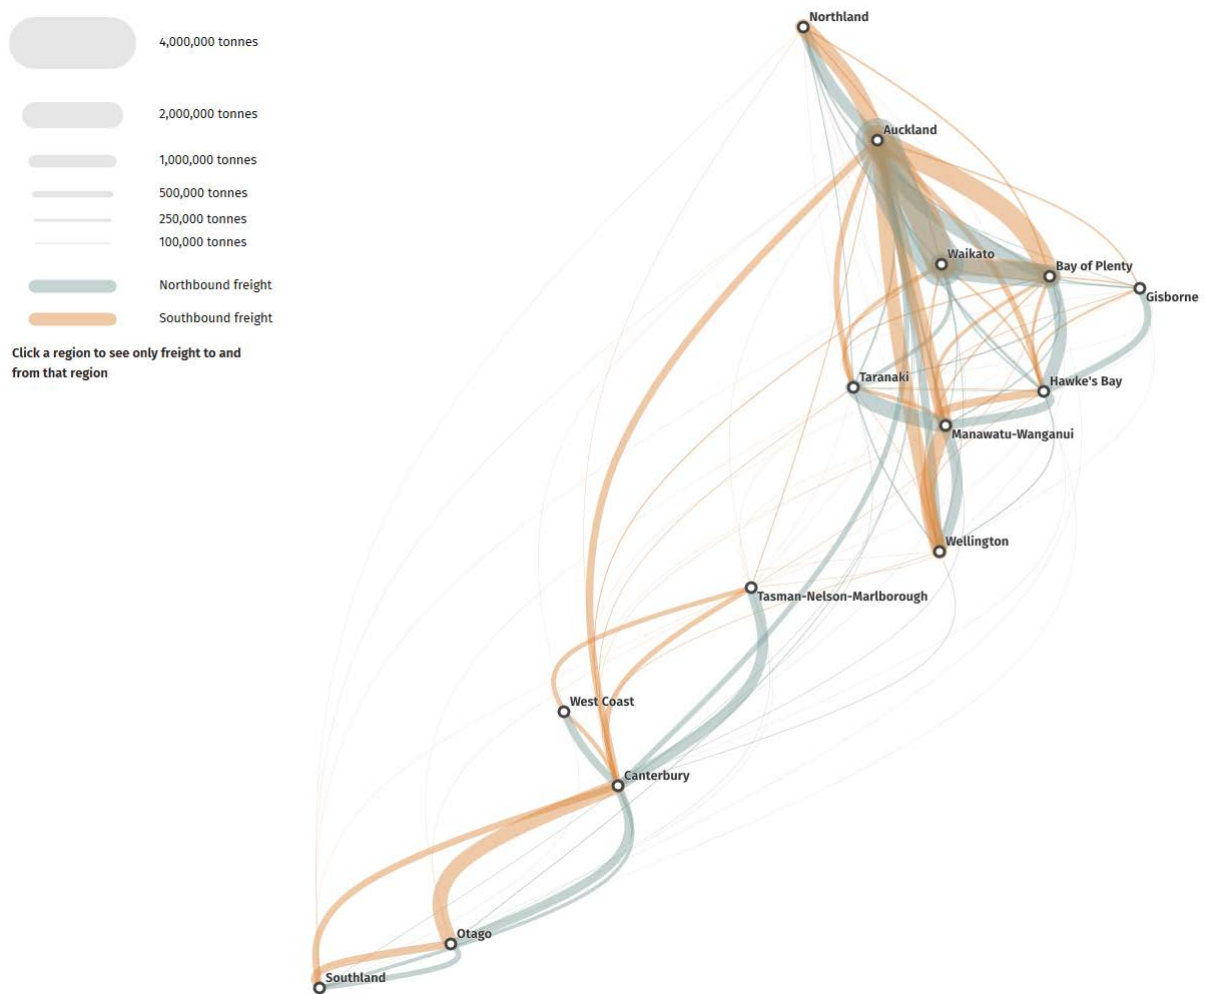 4,000,000 tonnes
2,000,000 tonnes
1,000,000 tonnes
500,000 tonnes
250,000 tonnes
100,000 tonnes
Northbound freight
Southbound freight
Click a region to see only freight to and
from that region
Northland
Auckland
Waikato
Bay of Plenty
Gisborne
Taranaki
Hawke's Bay
Manawatu-Wanganui
Wellington
Tasman-Nelson-Marlborough
West Coast
Canterbury
Otago
Southland